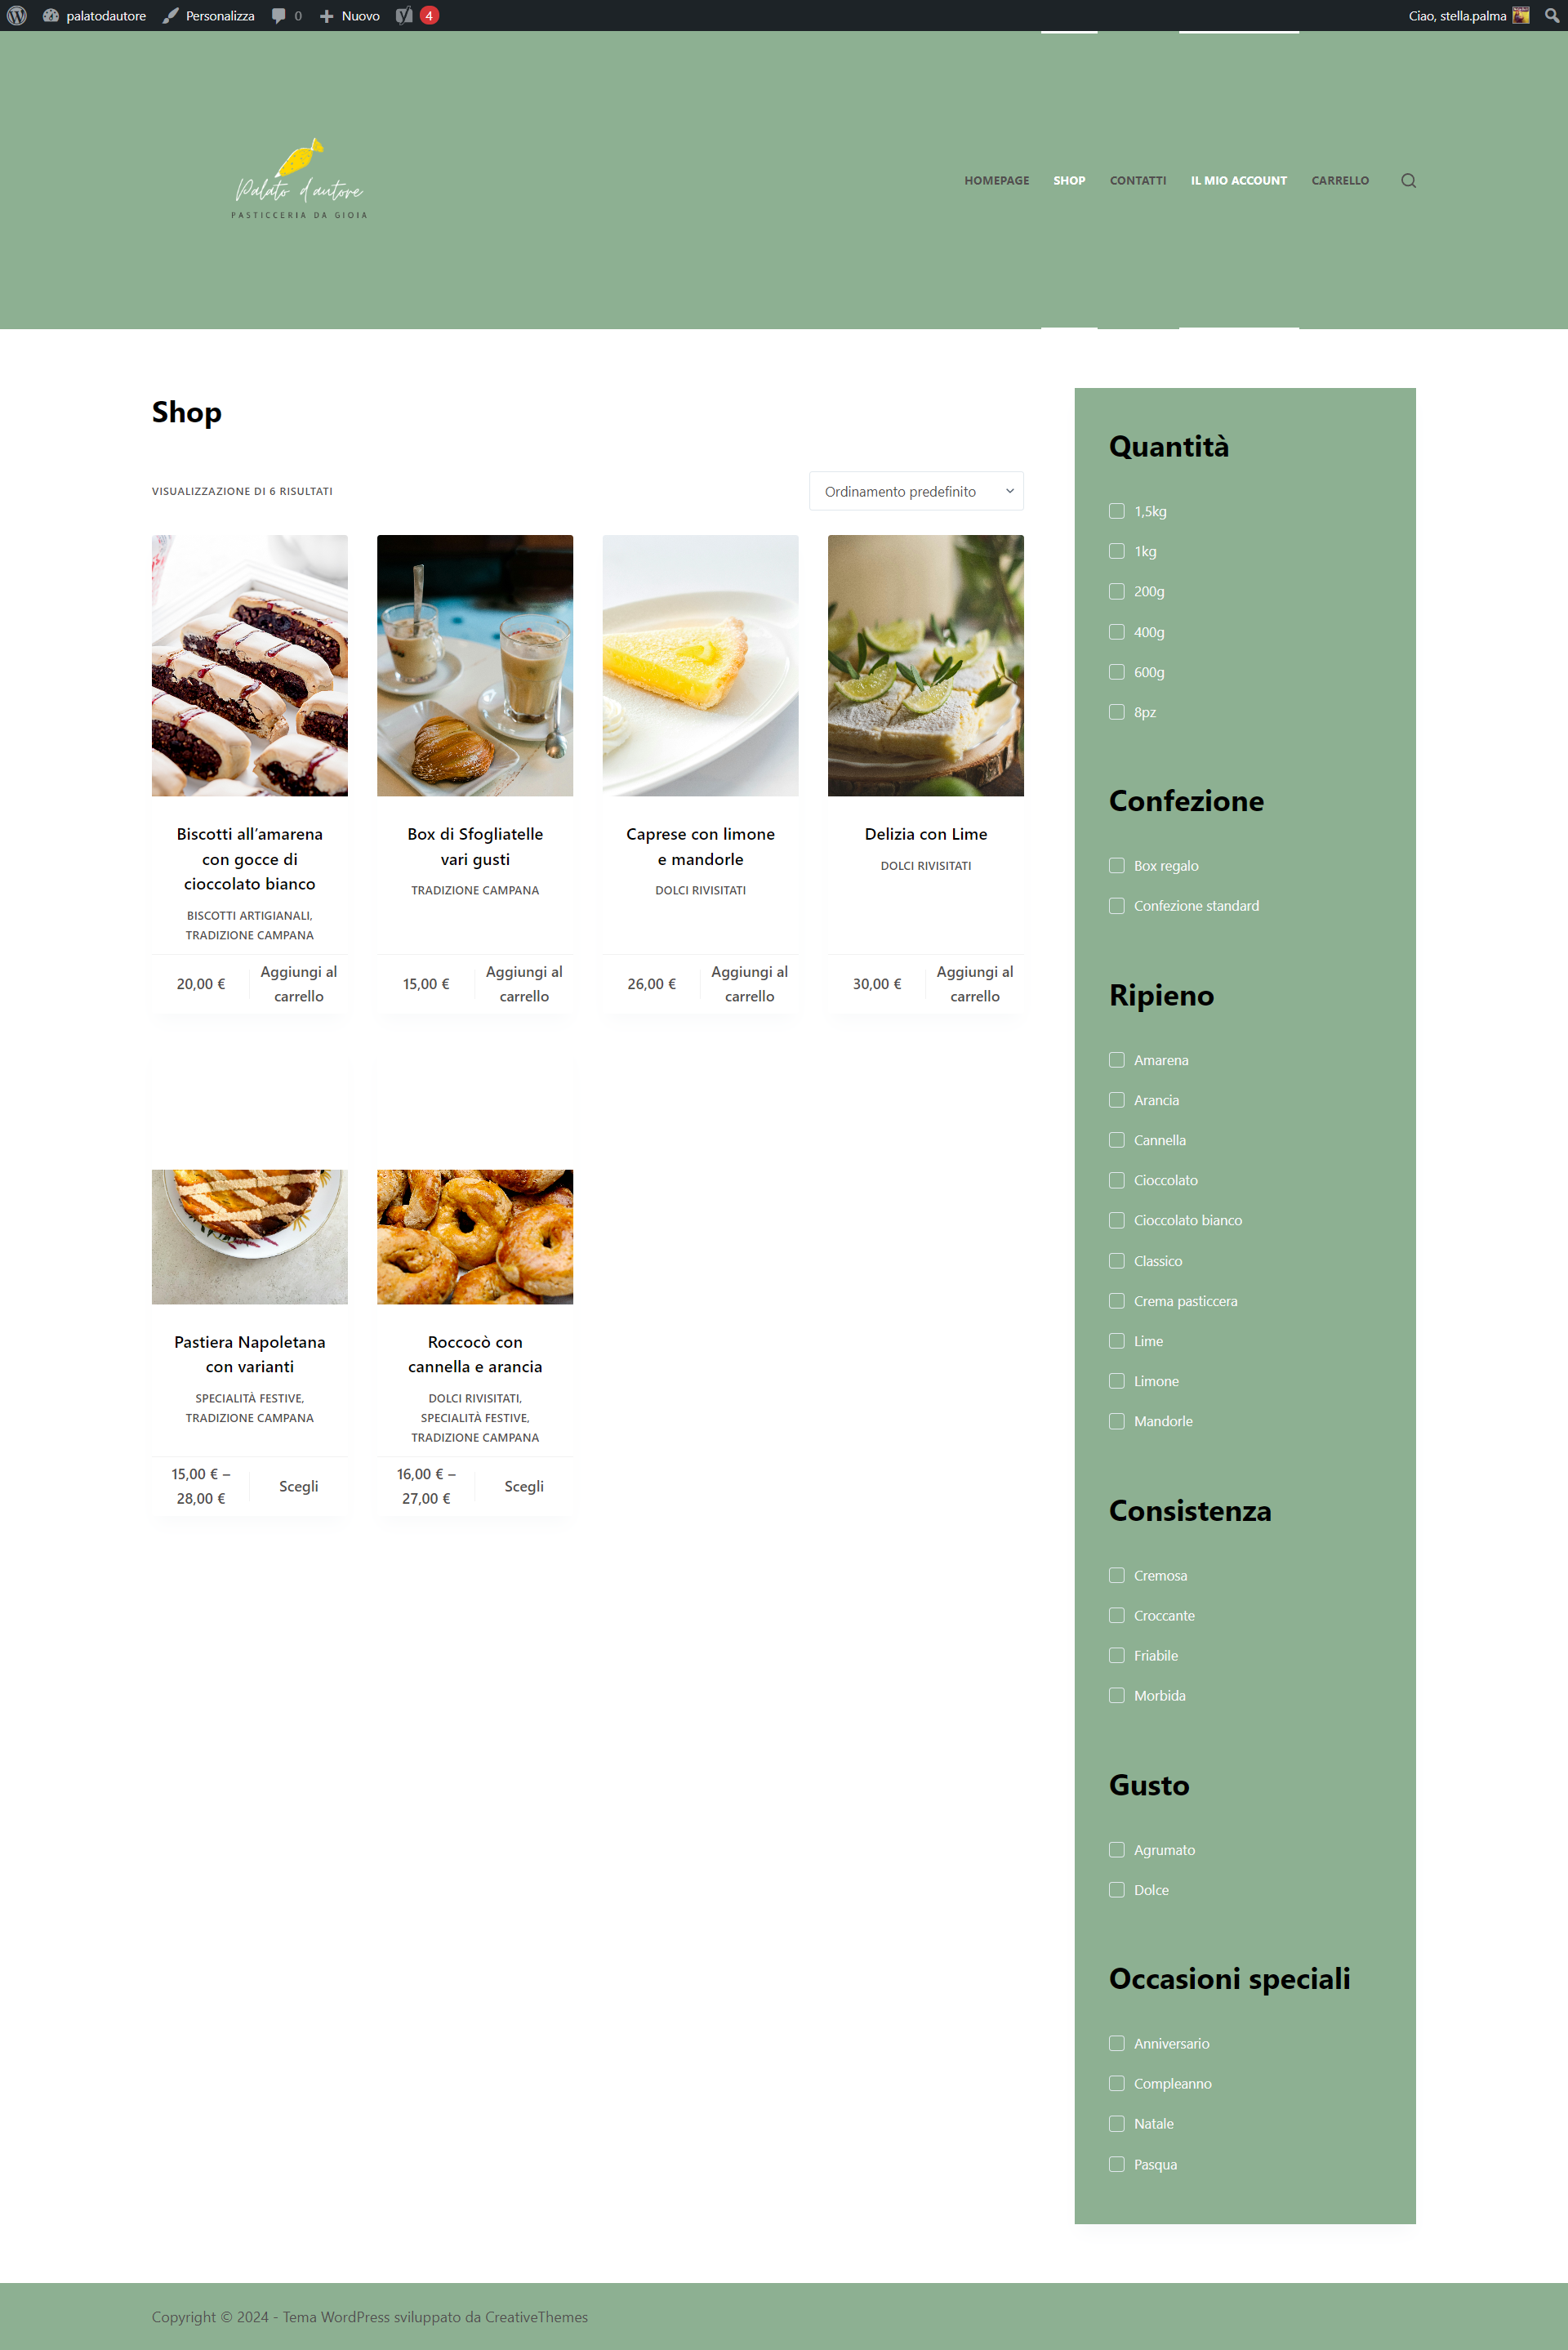 palatodautore
Personalizza
0
Nuovo
4
Ciao, stella.palma
Palato d'autore
PASTICCERIA DA GIOIA
HOMEPAGE
SHOP
CONTATTI
IL MIO ACCOUNT
CARRELLO
Shop
VISUALIZZAZIONE DI 6 RISULTATI
Ordinamento predefinito
Biscotti all’amarena
con gocce di
cioccolato bianco
BISCOTTI ARTIGIANALI,
TRADIZIONE CAMPANA
20,00 €
Aggiungi al
carrello
Box di Sfogliatelle
vari gusti
TRADIZIONE CAMPANA
15,00 €
Aggiungi al
carrello
Caprese con limone
e mandorle
DOLCI RIVISITATI
26,00 €
Aggiungi al
carrello
Delizia con Lime
DOLCI RIVISITATI
30,00 €
Aggiungi al
carrello
Pastiera Napoletana
con varianti
SPECIALITÀ FESTIVE,
TRADIZIONE CAMPANA
15,00 € –
28,00 €
Scegli
Roccocò con
cannella e arancia
DOLCI RIVISITATI,
SPECIALITÀ FESTIVE,
TRADIZIONE CAMPANA
16,00 € –
27,00 €
Scegli
Quantità
1,5kg
1kg
200g
400g
600g
8pz
Confezione
Box regalo
Confezione standard
Ripieno
Amarena
Arancia
Cannella
Cioccolato
Cioccolato bianco
Classico
Crema pasticcera
Lime
Limone
Mandorle
Consistenza
Cremosa
Croccante
Friabile
Morbida
Gusto
Agrumato
Dolce
Occasioni speciali
Anniversario
Compleanno
Natale
Pasqua
Copyright © 2024 - Tema WordPress sviluppato da CreativeThemes